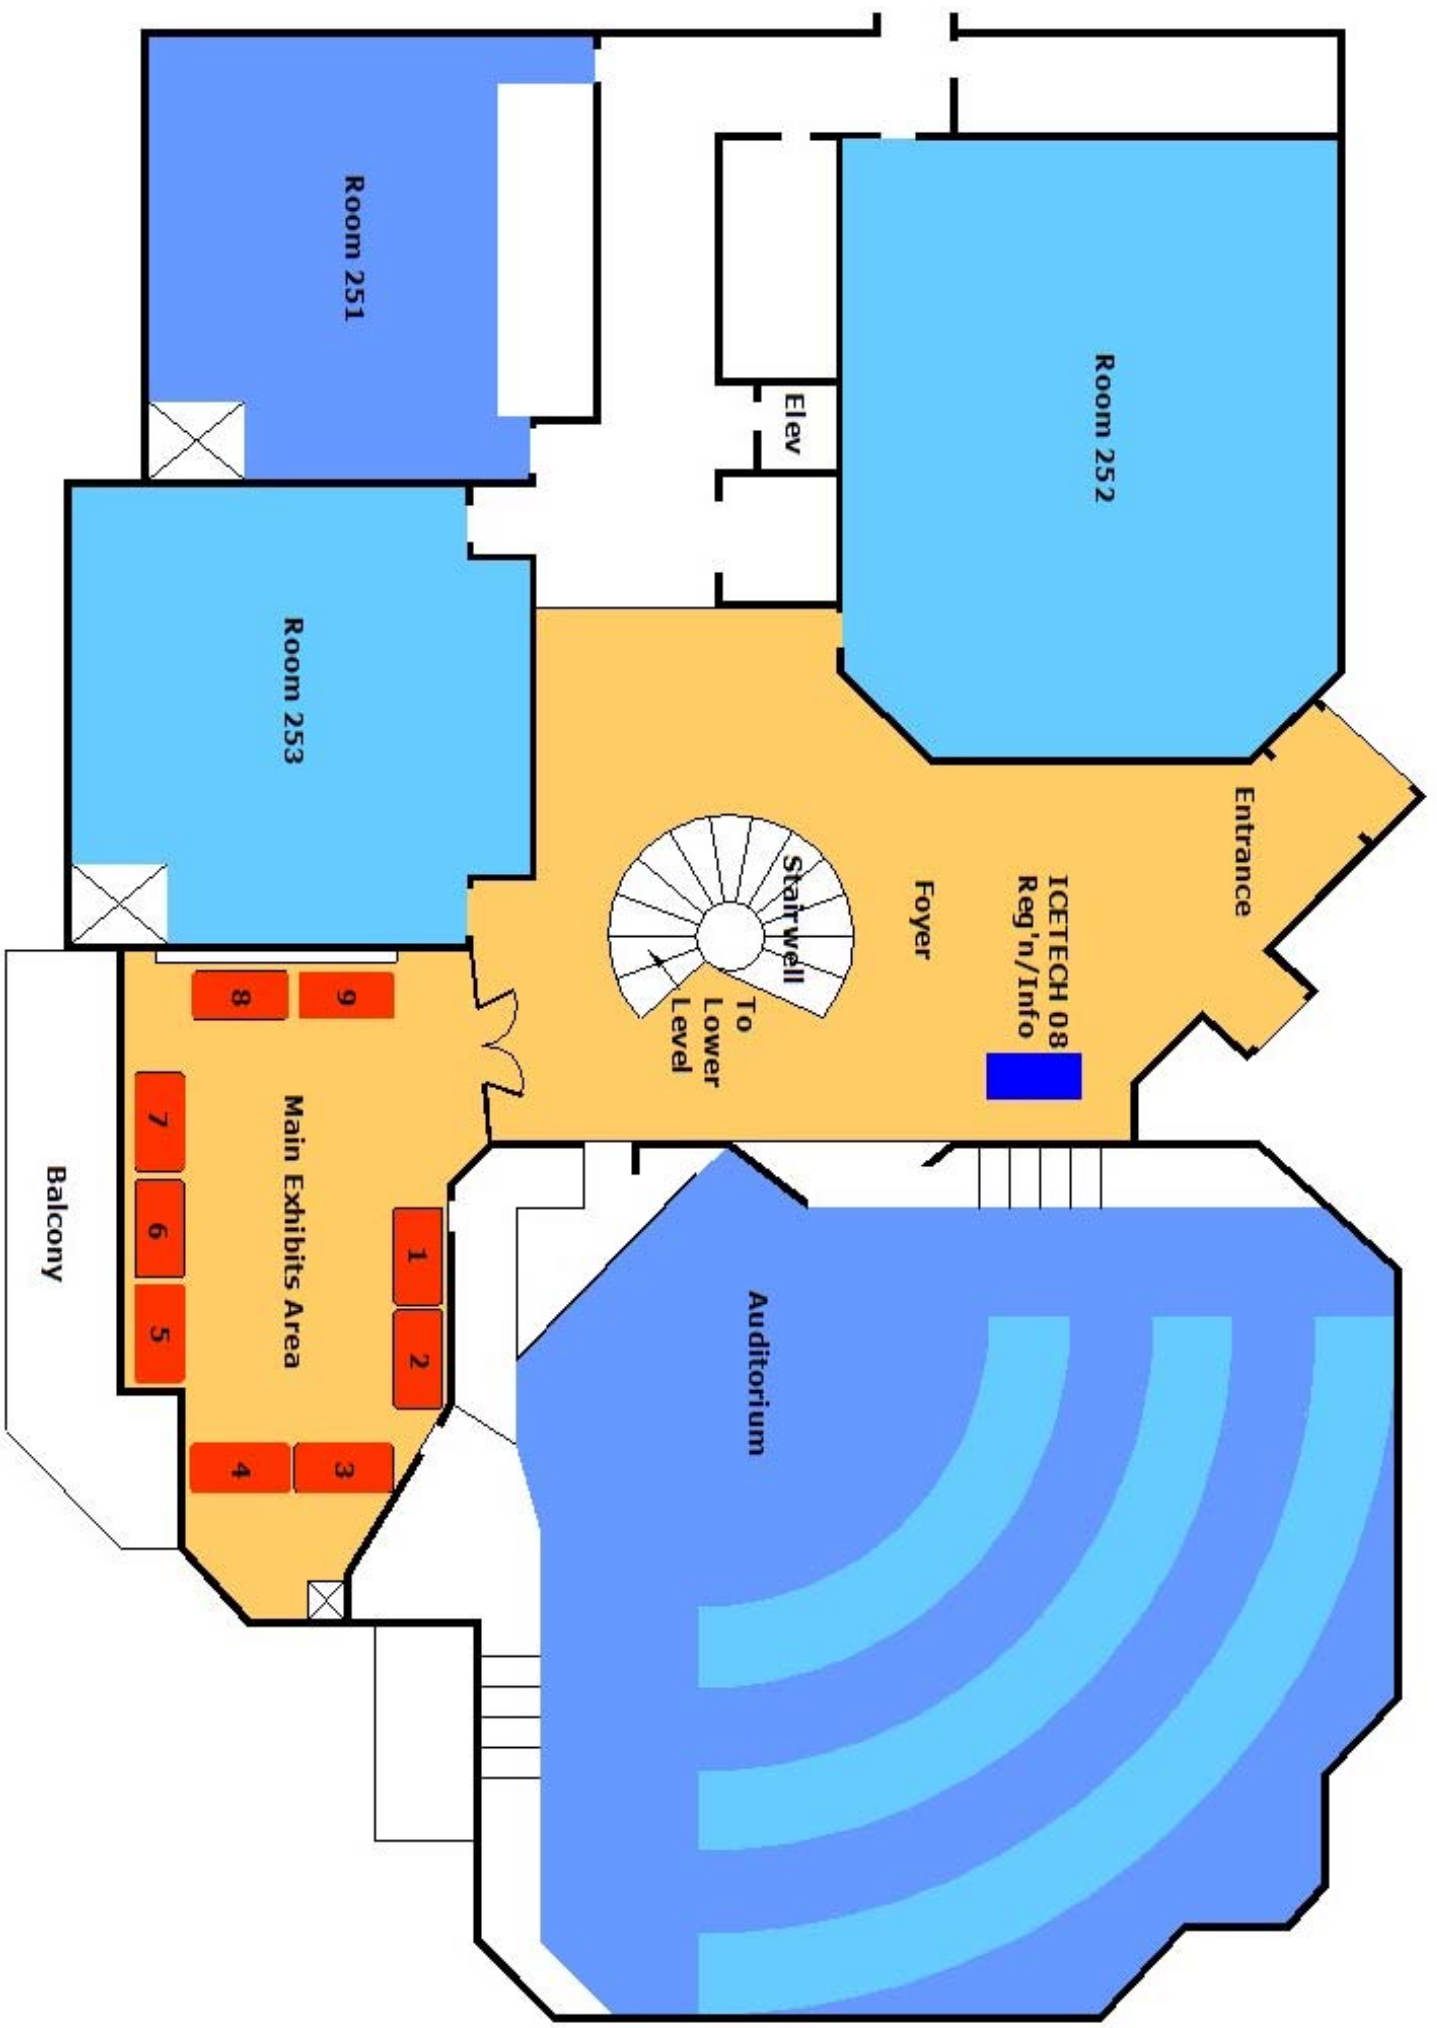 Room 251
Room 252
Elev
Room 253
Entrance
Stairwell
Foyer
ICETECH 08
Reg'n/Info
To
Lower
Level
8
9
7
6
5
Main Exhibits Area
1
2
4
3
Balcony
Auditorium